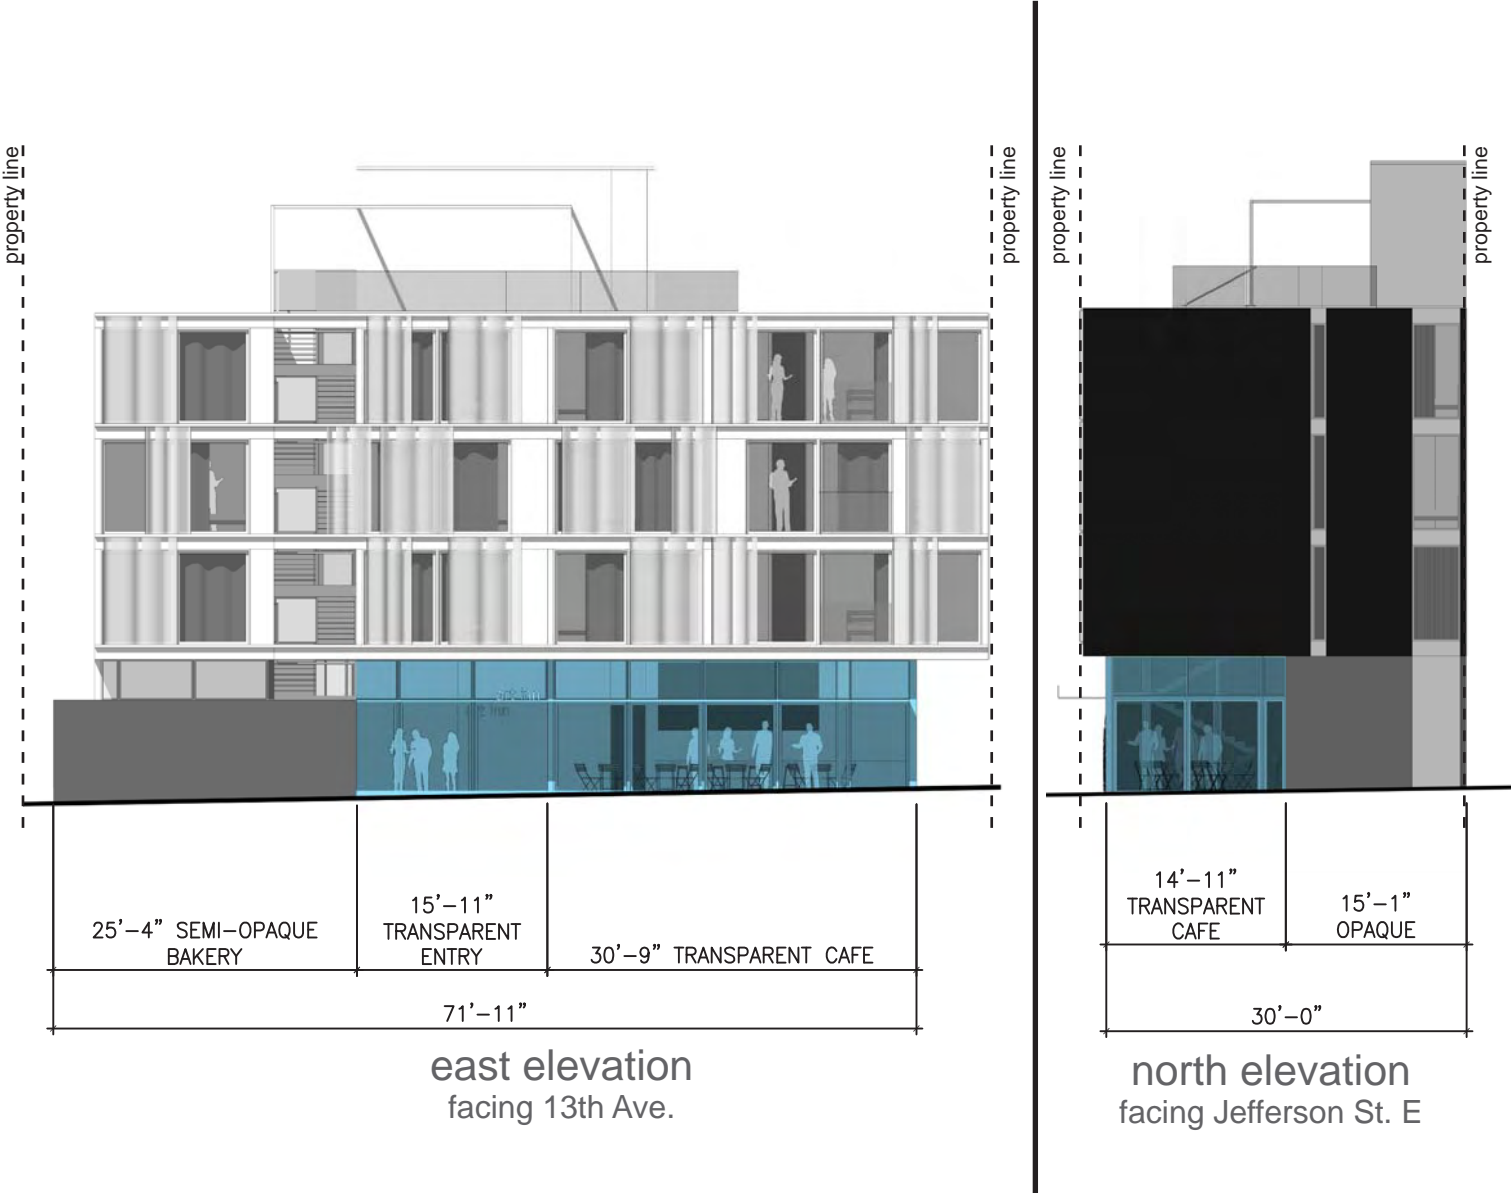 property line
property line
property line
property line
25'-4" SEMI-OPAQUE
BAKERY
15'-11"
TRANSPARENT
ENTRY
30'-9" TRANSPARENT CAFE
71'-11"
east elevation
facing 13th Ave.
14'-11"
TRANSPARENT
CAFE
15'-1"
OPAQUE
30'-0"
north elevation
facing Jefferson St. E